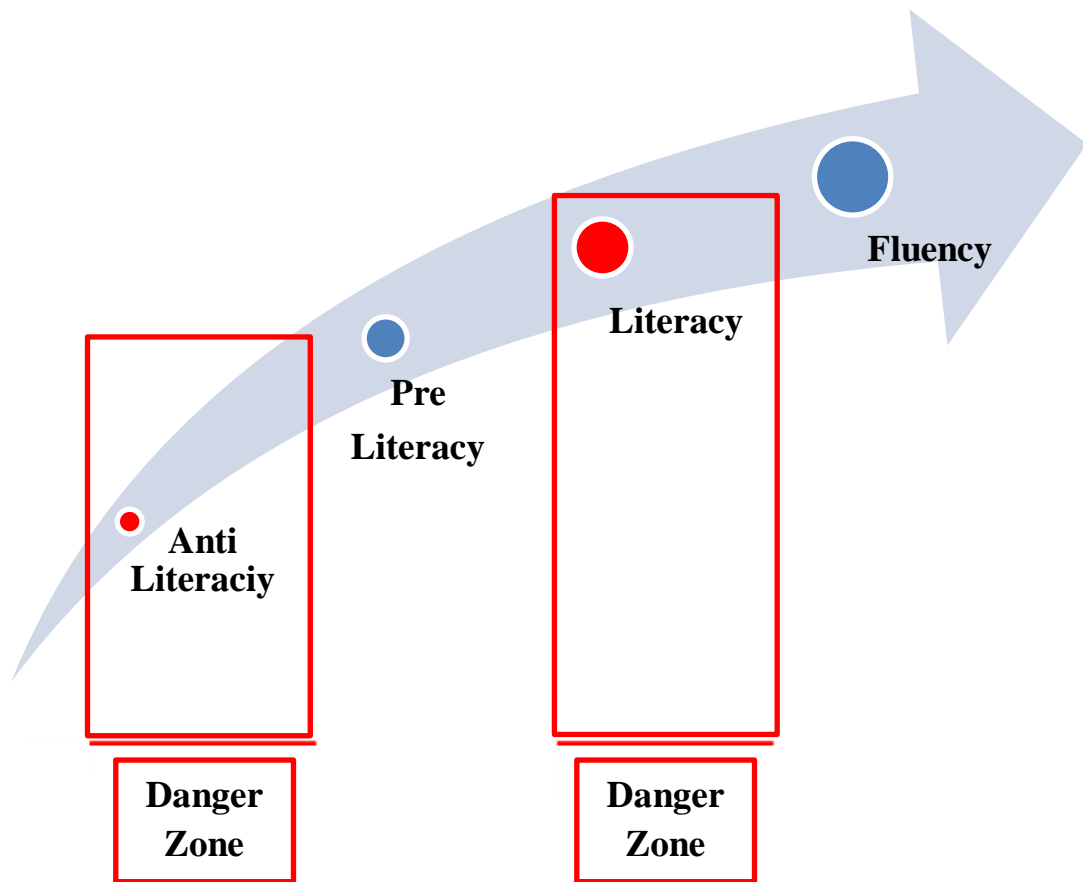 Fluency
Literacy
Pre
Literacy
Anti
Literaciy
Danger
Zone
Danger
Zone